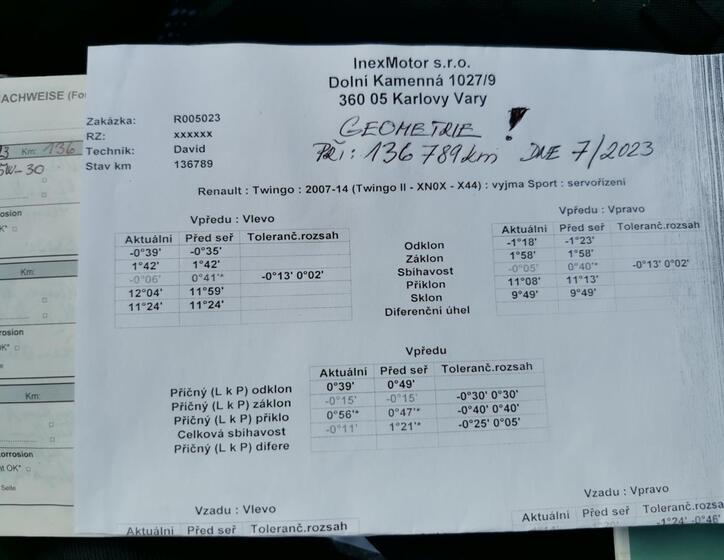 InexMotor s.r.o.
Dolní Kamenná 1027/9
360 05 Karlovy Vary
ACHWEISE (Fo
Zakázka: R005023
RZ: xxxxxx
Technik: David
Stav km 136789
GEOMETRIE !
PŘI: 136 789 km DNE 7/2023
Km: 136
5W-30
Renault : Twingo : 2007-14 (Twingo II - XN0X - X44) : vyjma Sport : servořízení
Vpředu : Vlevo
Aktuální Před seř Toleranč.rozsah
-0°39' -0°35'
1°42' 1°42'
-0°06' 0°41'* -0°13' 0°02'
12°04' 11°59'
11°24' 11°24'
Odklon
Záklon
Sbíhavost
Příklon
Sklon
Diferenční úhel
Vpředu : Vpravo
Aktuální Před seř Toleranč.rozsah
-1°18' -1°23'
1°58' 1°58'
-0°05' 0°40'* -0°13' 0°02'
11°08' 11°13'
9°49' 9°49'
Vpředu
Aktuální Před seř Toleranč.rozsah
Příčný (L k P) odklon 0°39' 0°49'
Příčný (L k P) záklon -0°15' -0°15' -0°30' 0°30'
Příčný (L k P) příklo 0°56'* 0°47'* -0°40' 0°40'
Celková sbíhavost -0°11' 1°21'* -0°25' 0°05'
Příčný (L k P) difere
Km:
rosion
OK*
Km:
orrosion
ht OK*
Seite
Vzadu : Vlevo
Aktuální Před seř Toleranč.rozsah
Vzadu : Vpravo
Aktuální Před seř Toleranč.rozsah
-1°24' -0°46'